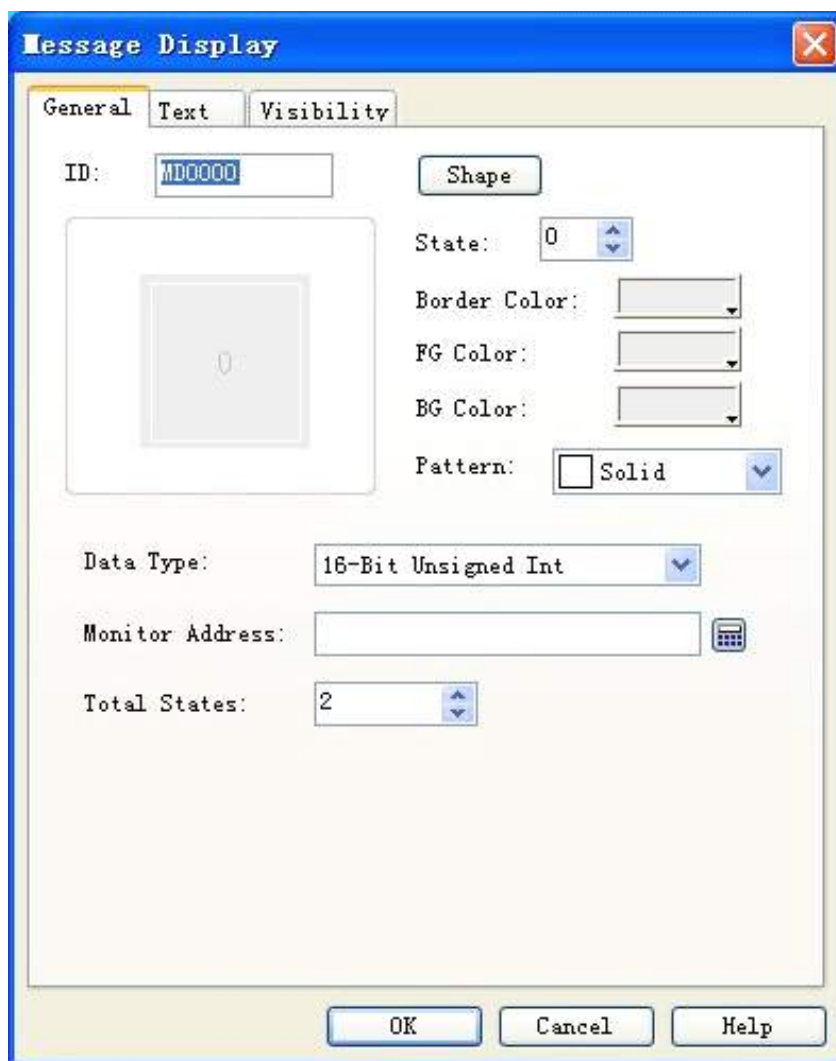 Message Display
General Text Visibility
ID: MD0000 Shape
State: 0
0
Border Color:
FG Color:
BG Color:
Pattern: Solid
Data Type: 16-Bit Unsigned Int
Monitor Address:
Total States: 2
OK Cancel Help